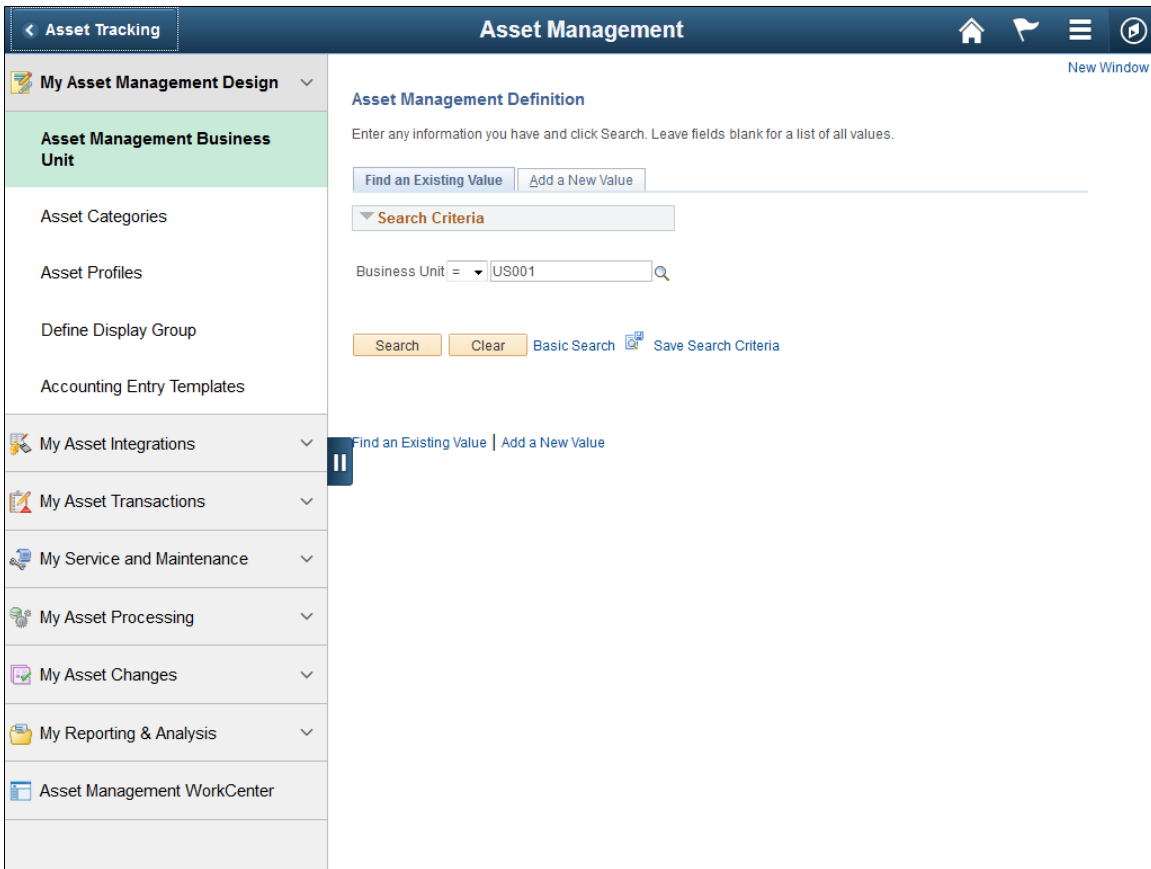 Asset Tracking
Asset Management
New Window
My Asset Management Design
Asset Management Business
Unit
Asset Categories
Asset Profiles
Define Display Group
Accounting Entry Templates
My Asset Integrations
My Asset Transactions
My Service and Maintenance
My Asset Processing
My Asset Changes
My Reporting & Analysis
Asset Management WorkCenter
Asset Management Definition
Enter any information you have and click Search. Leave fields blank for a list of all values.
Find an Existing Value Add a New Value
Search Criteria
Business Unit = US001
Search Clear Basic Search Save Search Criteria
Find an Existing Value | Add a New Value